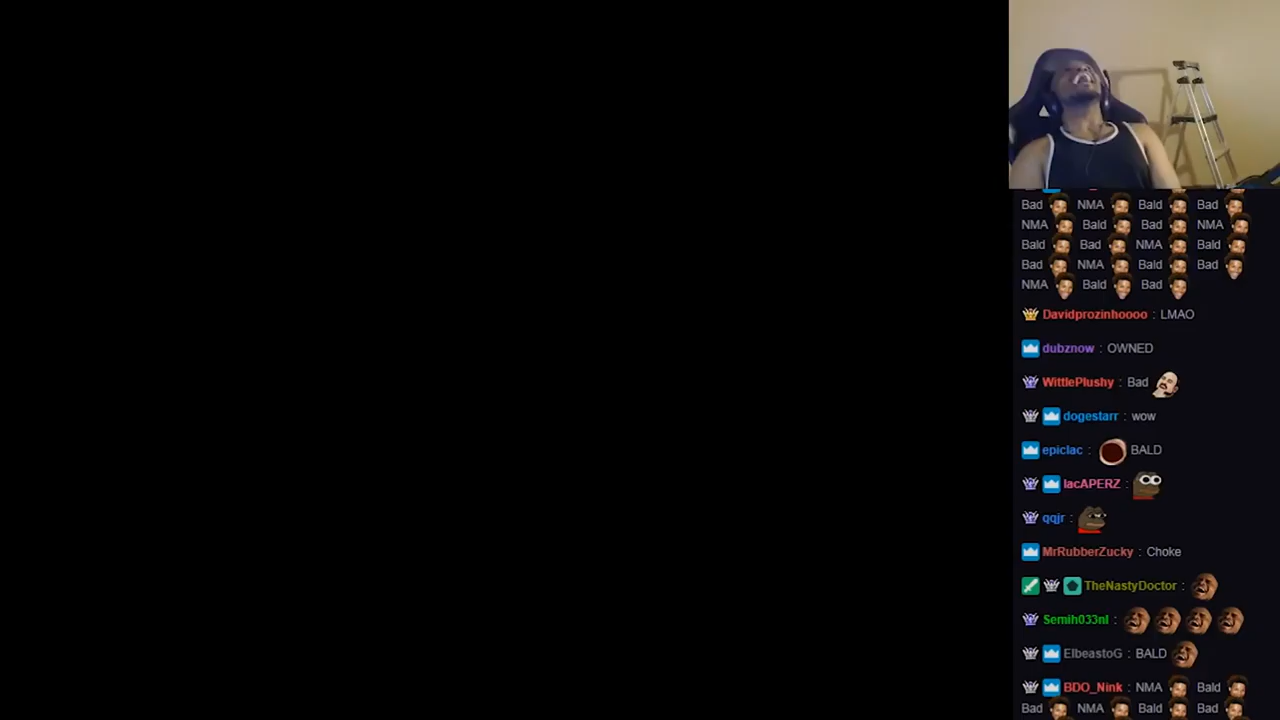 Bad NMA Bald Bad
NMA Bald Bad NMA
Bald Bad NMA Bald
Bad NMA Bald Bad
NMA Bald Bad
Davidprozinhoooo : LMAO
dubznow : OWNED
WittlePlushy : Bad
dogestarr : wow
epiclac : BALD
lacAPERZ :
qqjr :
MrRubberZucky : Choke
TheNastyDoctor :
Semih033nl :
ElbeastoG : BALD
BDO_Nink : NMA Bald
Bad NMA Bald Bad